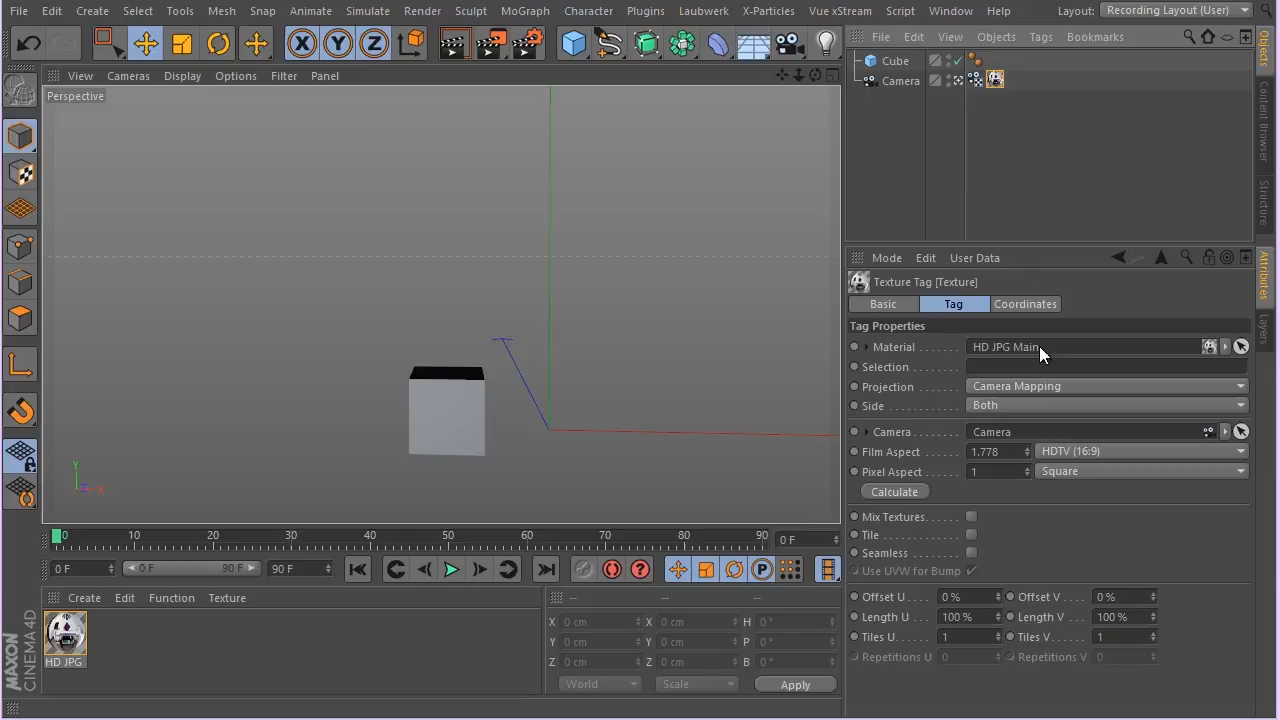 File Edit Create Select Tools Mesh Snap Animate Simulate Render Sculpt MoGraph Character Plugins Laubwerk X-Particles Vue xStream Script Window Help Layout: Recording Layout (User)
X Y Z
File Edit View Objects Tags Bookmarks
Cube
Camera
Objects
Content Browser
Structure
Attributes
Layers
View Cameras Display Options Filter Panel
Perspective
Y
Z X
Mode Edit User Data
Texture Tag [Texture]
Basic Tag Coordinates
Tag Properties
Material HD JPG Main
Selection
Projection Camera Mapping
Side Both
Camera Camera
Film Aspect 1.778 HDTV (16:9)
Pixel Aspect 1 Square
Calculate
Mix Textures
Tile
Seamless
Use UVW for Bump
Offset U 0 % Offset V 0 %
Length U 100 % Length V 100 %
Tiles U 1 Tiles V 1
Repetitions U 0 Repetitions V 0
0 10 20 30 40 50 60 70 80 90 0 F
0 F 0 F 90 F 90 F
P
Create Edit Function Texture
HD JPG
MAXON
CINEMA 4D
-- -- --
X 0 cm X 0 cm H 0 °
Y 0 cm Y 0 cm P 0 °
Z 0 cm Z 0 cm B 0 °
World Scale Apply